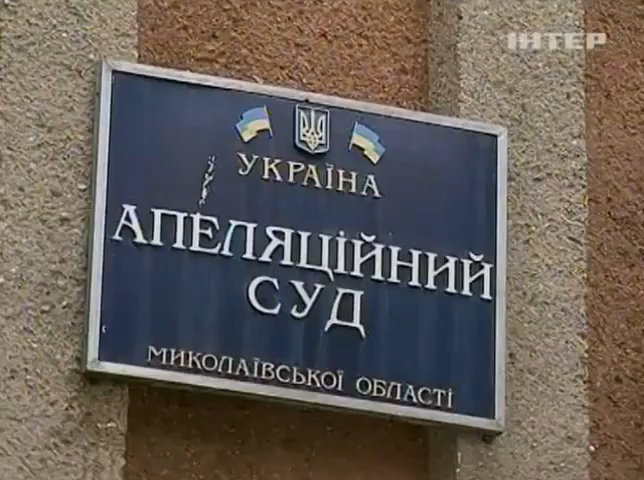 ІНТЕР
УКРАЇНА
АПЕЛЯЦІЙНИЙ
СУД
МИКОЛАЇВСЬКОЇ ОБЛАСТІ